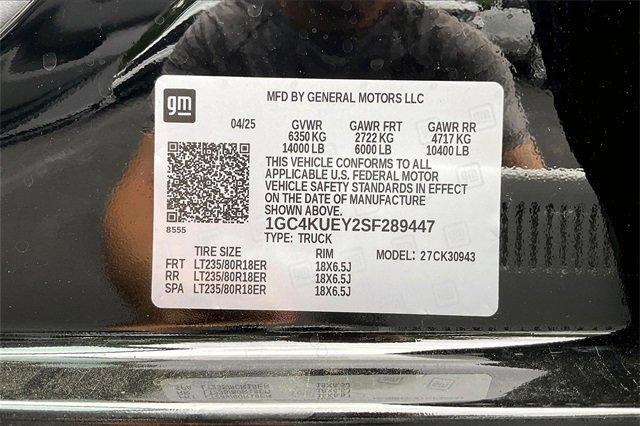 gm
MFD BY GENERAL MOTORS LLC
04/25 GVWR GAWR FRT GAWR RR
6350 KG 2722 KG 4717 KG
14000 LB 6000 LB 10400 LB
THIS VEHICLE CONFORMS TO ALL
APPLICABLE U.S. FEDERAL MOTOR
VEHICLE SAFETY STANDARDS IN EFFECT
ON THE DATE OF MANUFACTURE
SHOWN ABOVE.
8555
1GC4KUEY2SF289447
TYPE: TRUCK
TIRE SIZE RIM MODEL: 27CK30943
FRT LT235/80R18ER 18X6.5J
RR LT235/80R18ER 18X6.5J
SPA LT235/80R18ER 18X6.5J